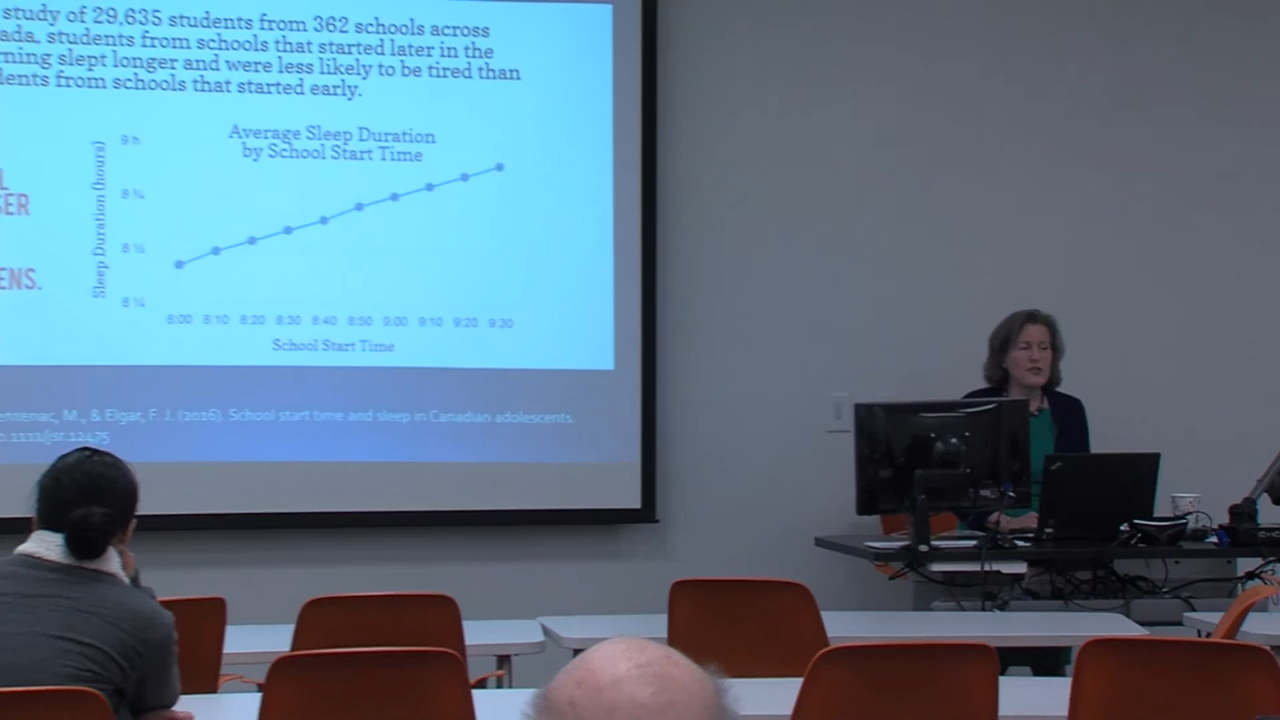 study of 29,635 students from 362 schools across
ada, students from schools that started later in the
rning slept longer and were less likely to be tired than
dents from schools that started early.
Average Sleep Duration
by School Start Time
Sleep Duration (hours)
9 h
8 ¾
8 ½
8 ¼
L
SER
ENS.
8:00 8:10 8:20 8:30 8:40 8:50 9:00 9:10 9:20 9:30
School Start Time
M., & Elgar, F. J. (2016). School start time and sleep in Canadian adolescents.
0.1111/jsr.12475